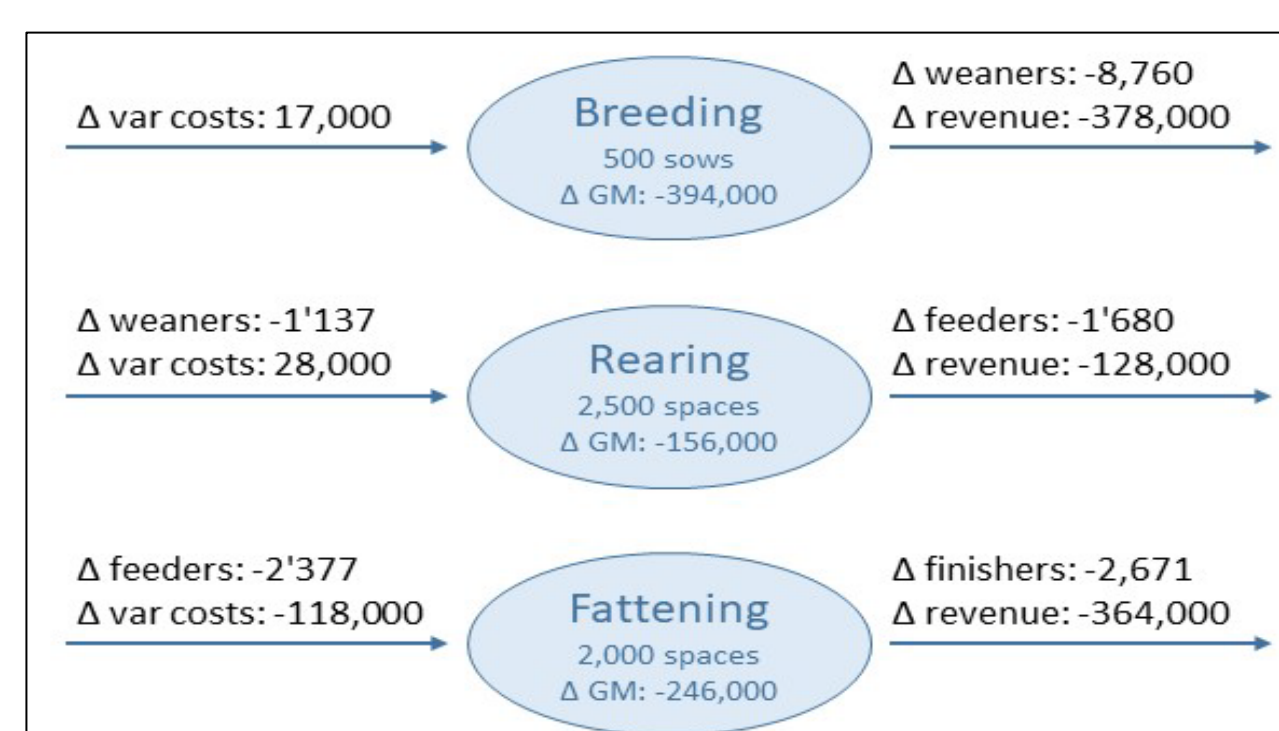 Δ var costs: 17,000
Breeding
500 sows
Δ GM: -394,000
Δ weaners: -8,760
Δ revenue: -378,000
Δ weaners: -1'137
Δ var costs: 28,000
Rearing
2,500 spaces
Δ GM: -156,000
Δ feeders: -1'680
Δ revenue: -128,000
Δ feeders: -2'377
Δ var costs: -118,000
Fattening
2,000 spaces
Δ GM: -246,000
Δ finishers: -2,671
Δ revenue: -364,000